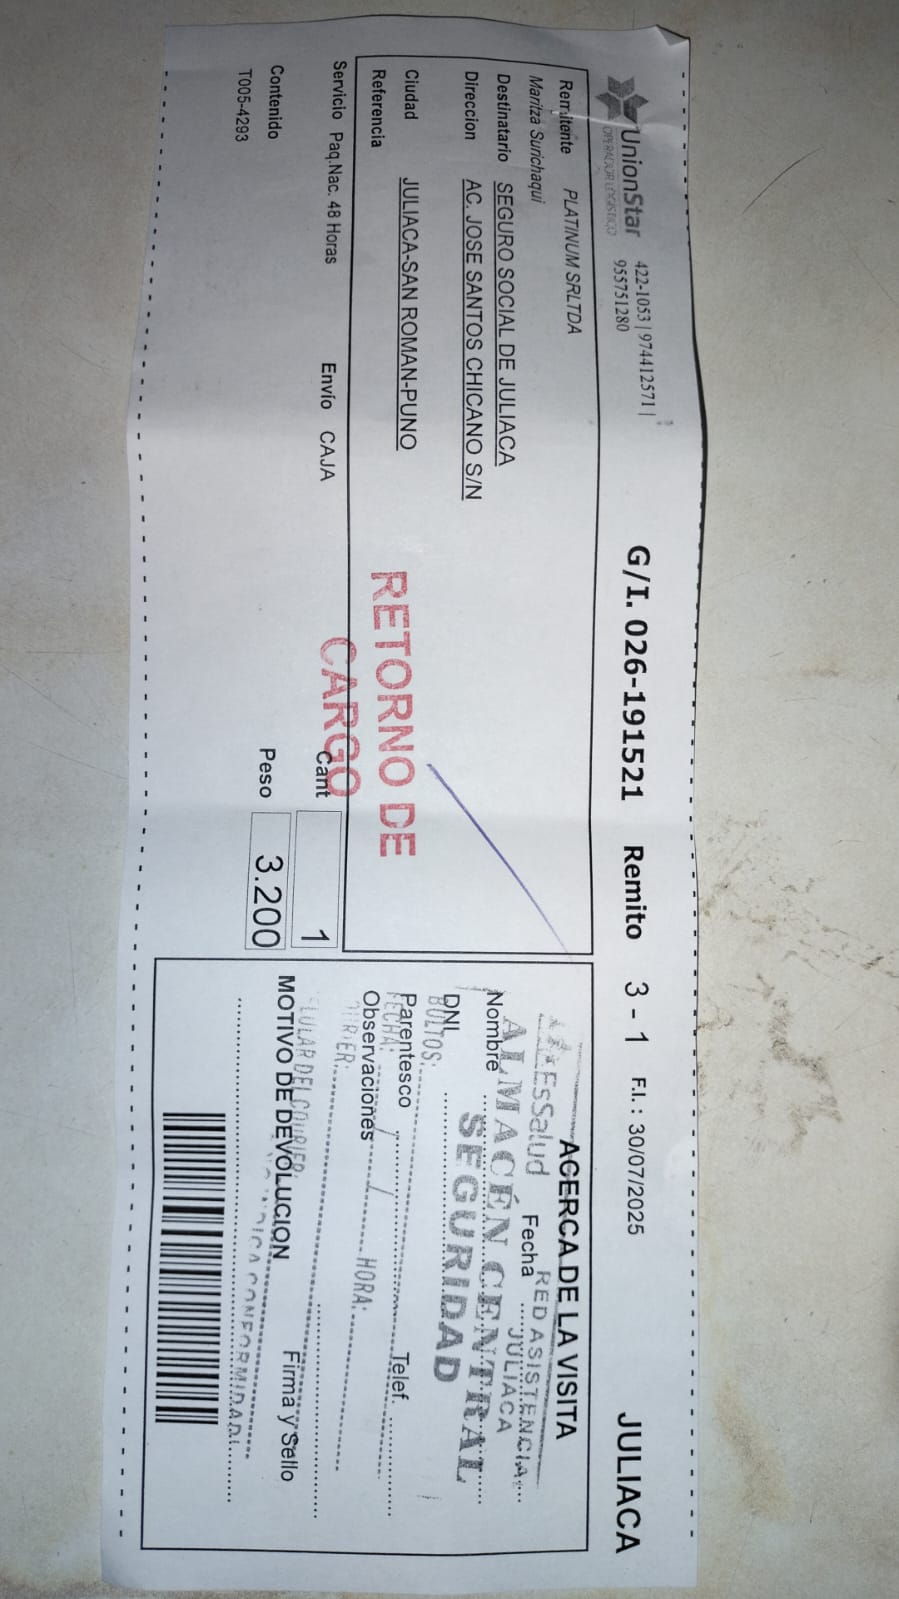 UnionStar 422-1053 | 974412571 |
OPERADOR LOGISTICO 955751280
G/I. 026-191521 Remito 3 - 1 F.I. : 30/07/2025 JULIACA
Remitente PLATINUM SRLTDA
Maritza Surichaqui
Destinatario SEGURO SOCIAL DE JULIACA
Direccion AC. JOSE SANTOS CHICANO S/N
Ciudad JULIACA-SAN ROMAN-PUNO
Referencia
RETORNO DE
CARGO
Servicio Paq.Nac. 48 Horas Envío CAJA Cant 1
Contenido Peso 3.200
T005-4293
ACERCA DE LA VISITA
EsSalud RED ASISTENCIAL
JULIACA
Fecha
ALMACÉN CENTRAL
SEGURIDAD
Nombre
DNI
BULTOS:
Parentesco Telef.
FECHA: / / HORA:
Observaciones
MOTIVO DE DEVOLUCION Firma y Sello
CONFORMIDAD